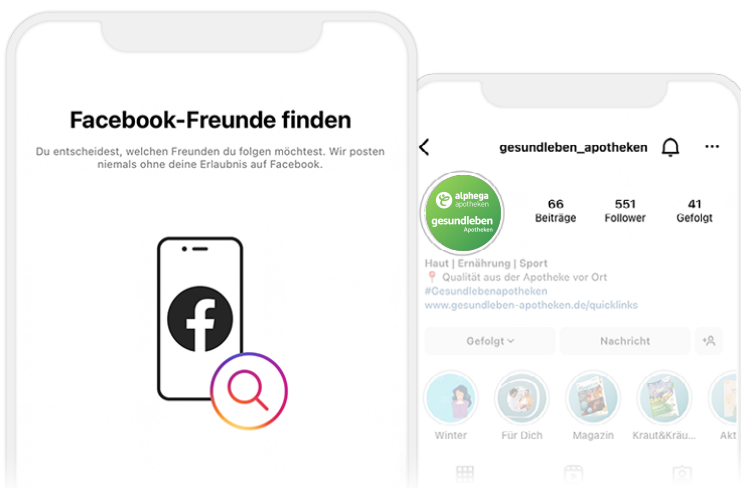 Facebook-Freunde finden
Du entscheidest, welchen Freunden du folgen möchtest. Wir posten
niemals ohne deine Erlaubnis auf Facebook.
gesundleben_apotheken
alphega
apotheken
gesundleben
Apotheken
66
Beiträge
551
Follower
41
Gefolgt
Haut | Ernährung | Sport
Qualität aus der Apotheke vor Ort
#Gesundlebenapotheken
www.gesundleben-apotheken.de/quicklinks
Gefolgt
Nachricht
Winter
Für Dich
Magazin
Kraut&Kräu...
Akt